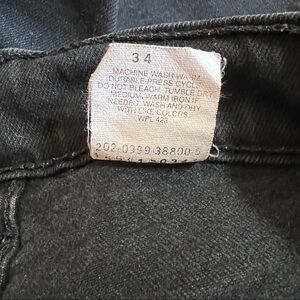 34
MACHINE WASH WARM
DURABLE PRESS CYCLE
DO NOT BLEACH. TUMBLE DRY
MEDIUM, WARM IRON IF
NEEDED. WASH AND DRY
WITH LIKE COLORS.
WPL 423
202-0399-38800-5